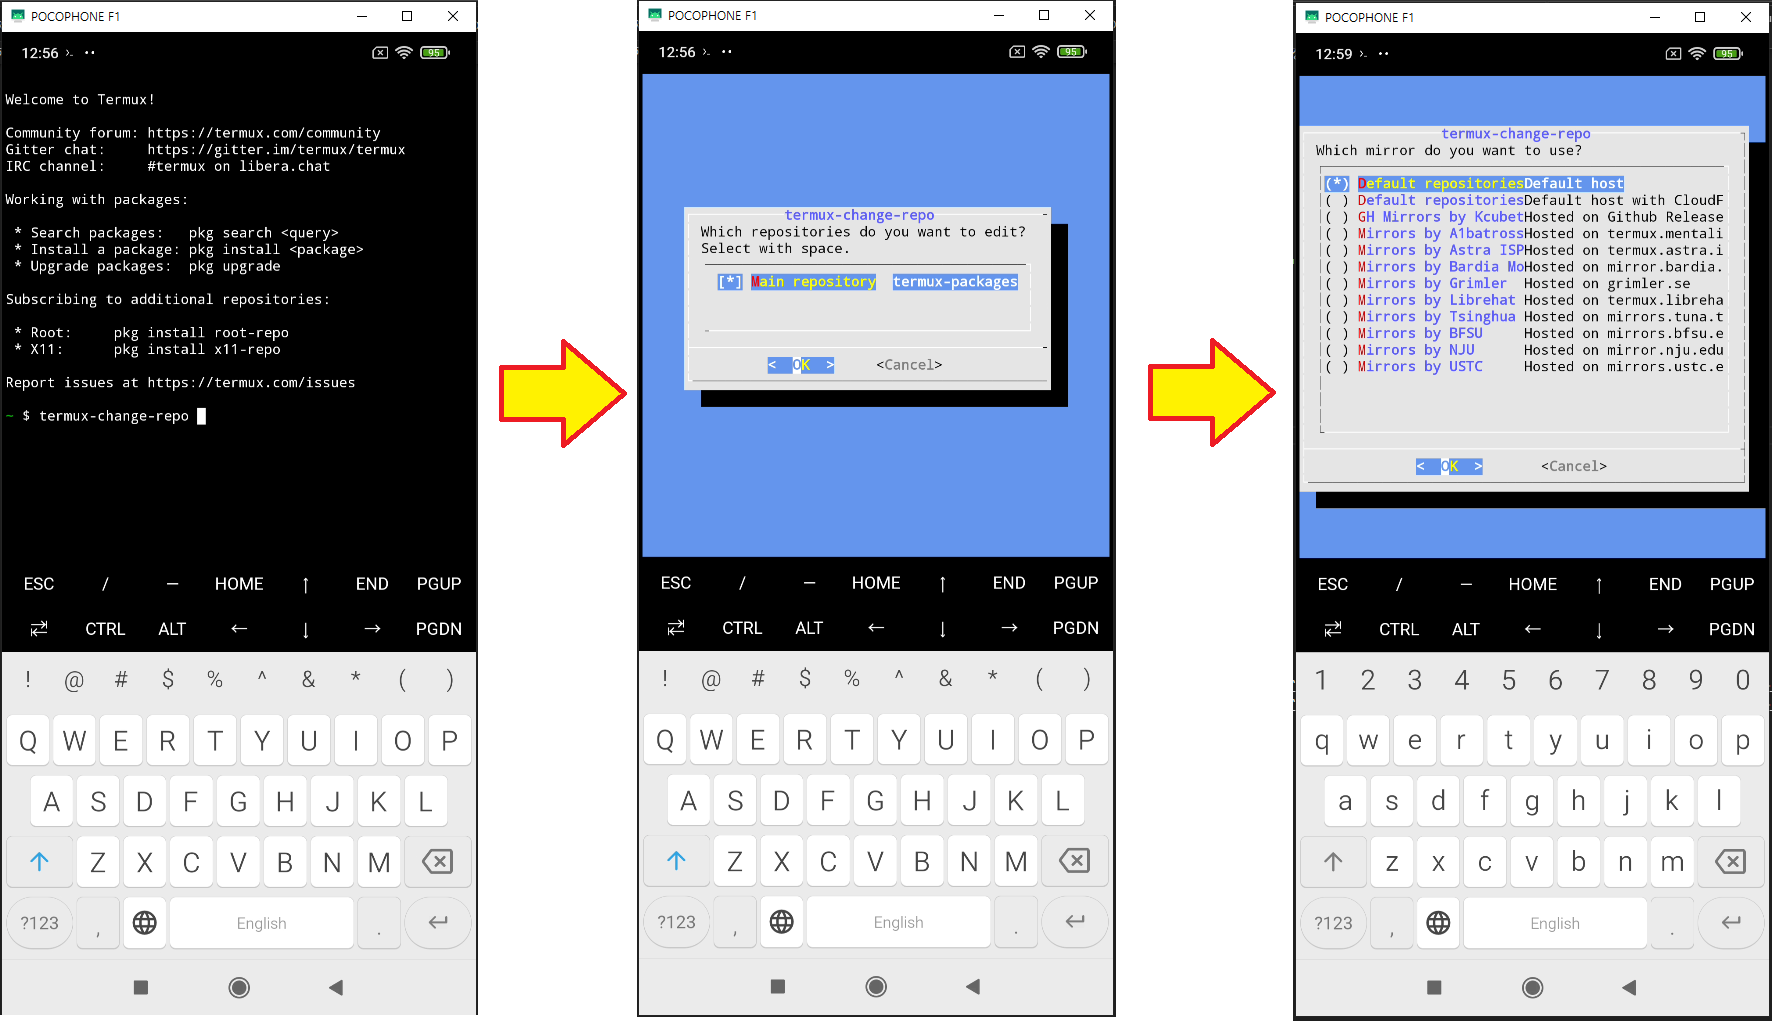 POCOPHONE F1
12:56
95
Welcome to Termux!
Community forum: https://termux.com/community
Gitter chat: https://gitter.im/termux/termux
IRC channel: #termux on libera.chat
Working with packages:
* Search packages: pkg search <query>
* Install a package: pkg install <package>
* Upgrade packages: pkg upgrade
Subscribing to additional repositories:
* Root: pkg install root-repo
* X11: pkg install x11-repo
Report issues at https://termux.com/issues
~ $ termux-change-repo
ESC / — HOME ↑ END PGUP
⇄ CTRL ALT ← ↓ → PGDN
! @ # $ % ^ & * ( )
Q W E R T Y U I O P
A S D F G H J K L
Z X C V B N M
?123 , English .
POCOPHONE F1
12:56
95
termux-change-repo
Which repositories do you want to edit?
Select with space.
[*] Main repository termux-packages
< OK > <Cancel>
ESC / — HOME ↑ END PGUP
⇄ CTRL ALT ← ↓ → PGDN
! @ # $ % ^ & * ( )
Q W E R T Y U I O P
A S D F G H J K L
Z X C V B N M
?123 , English .
POCOPHONE F1
12:59
95
termux-change-repo
Which mirror do you want to use?
(*) Default repositoriesDefault host
( ) Default repositoriesDefault host with CloudF
( ) GH Mirrors by KcubetHosted on Github Release
( ) Mirrors by A1batrossHosted on termux.mentali
( ) Mirrors by Astra ISPHosted on termux.astra.i
( ) Mirrors by Bardia MoHosted on mirror.bardia.
( ) Mirrors by Grimler Hosted on grimler.se
( ) Mirrors by Librehat Hosted on termux.libreha
( ) Mirrors by Tsinghua Hosted on mirrors.tuna.t
( ) Mirrors by BFSU Hosted on mirrors.bfsu.e
( ) Mirrors by NJU Hosted on mirror.nju.edu
( ) Mirrors by USTC Hosted on mirrors.ustc.e
< OK > <Cancel>
ESC / — HOME ↑ END PGUP
⇄ CTRL ALT ← ↓ → PGDN
1 2 3 4 5 6 7 8 9 0
q w e r t y u i o p
a s d f g h j k l
z x c v b n m
?123 , English .